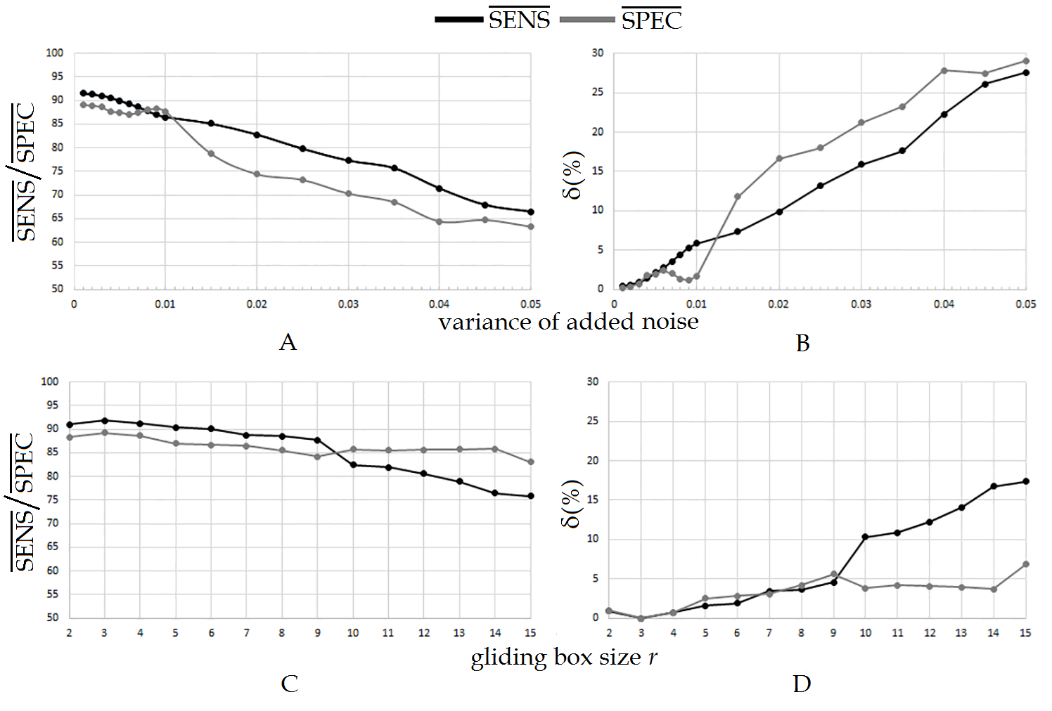 SENS SPEC
100
95
90
85
80
75
70
65
60
55
50
SENS/SPEC
0 0.01 0.02 0.03 0.04 0.05
30
25
20
15
10
5
0
δ(%)
0 0.01 0.02 0.03 0.04 0.05
variance of added noise
A B
100
95
90
85
80
75
70
65
60
55
50
SENS/SPEC
2 3 4 5 6 7 8 9 10 11 12 13 14 15
30
25
20
15
10
5
0
δ(%)
2 3 4 5 6 7 8 9 10 11 12 13 14 15
gliding box size r
C D